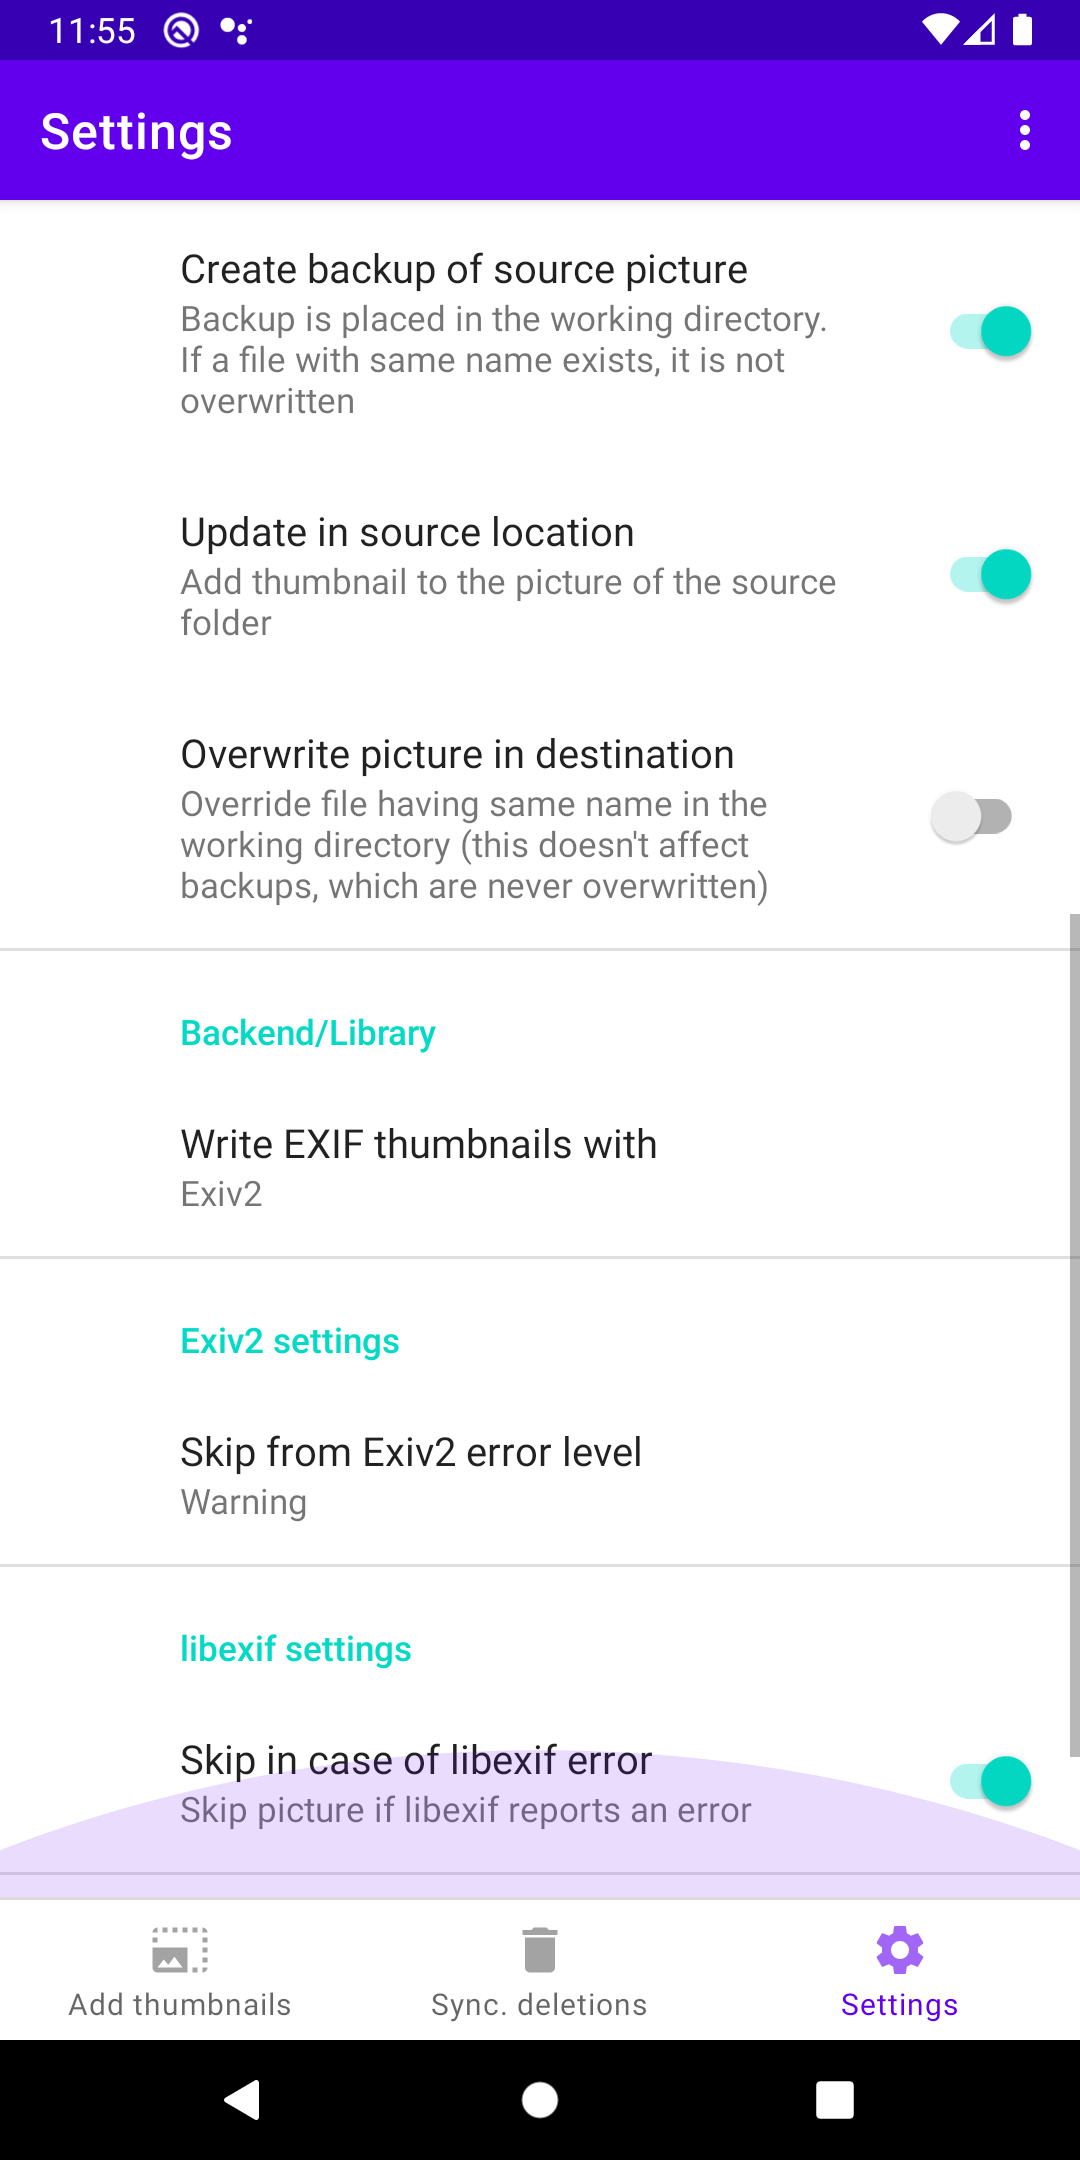 11:55
Settings
Create backup of source picture
Backup is placed in the working directory.
If a file with same name exists, it is not
overwritten
Update in source location
Add thumbnail to the picture of the source
folder
Overwrite picture in destination
Override file having same name in the
working directory (this doesn't affect
backups, which are never overwritten)
Backend/Library
Write EXIF thumbnails with
Exiv2
Exiv2 settings
Skip from Exiv2 error level
Warning
libexif settings
Skip in case of libexif error
Skip picture if libexif reports an error
Add thumbnails
Sync. deletions
Settings